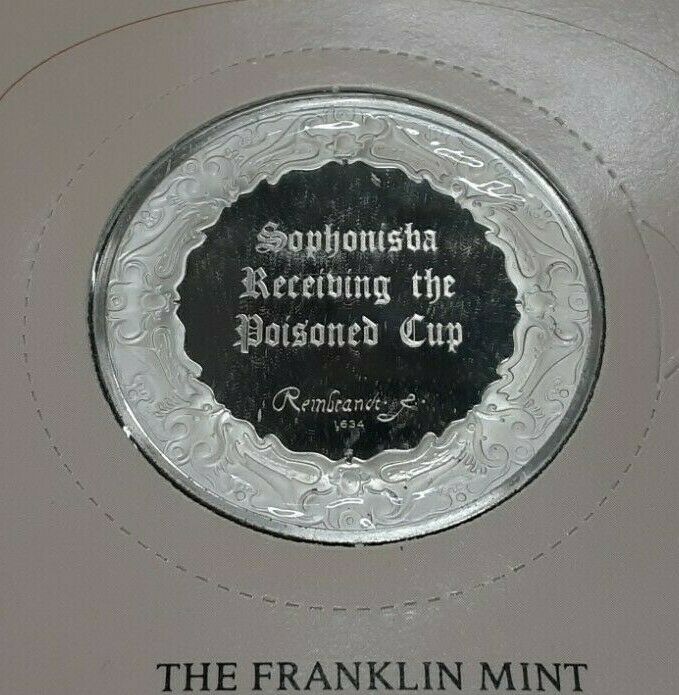 Sophonisba
Receiving the
Poisoned Cup
Rembrandt f.
1634
THE FRANKLIN MINT